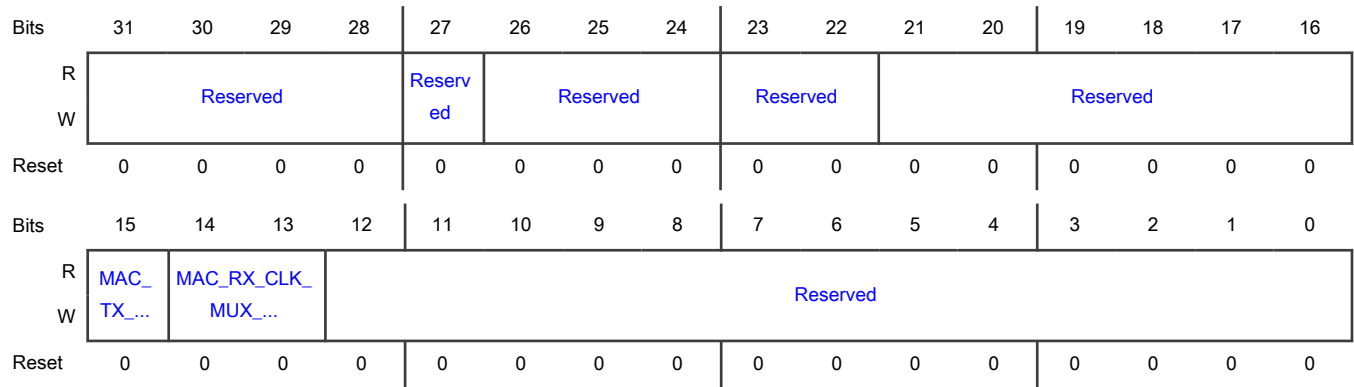 Bits 31 30 29 28 27 26 25 24 23 22 21 20 19 18 17 16
R
Reserved Reserv Reserved Reserved Reserved
ed
W
Reset 0 0 0 0 0 0 0 0 0 0 0 0 0 0 0 0
Bits 15 14 13 12 11 10 9 8 7 6 5 4 3 2 1 0
R
MAC_ MAC_RX_CLK_ Reserved
TX_... MUX_...
W
Reset 0 0 0 0 0 0 0 0 0 0 0 0 0 0 0 0